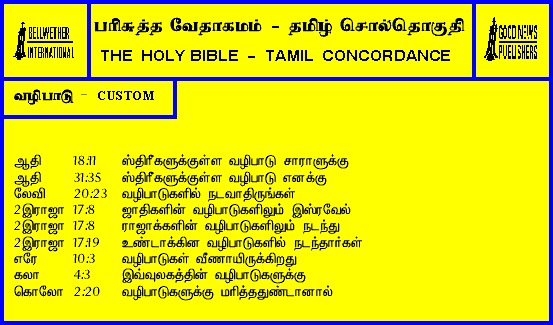 BELLWETHER
INTERNATIONAL
பரிசுத்த வேதாகமம் - தமிழ் சொல்தொகுதி
THE HOLY BIBLE - TAMIL CONCORDANCE
GOOD NEWS
PUBLISHERS
வழிபாடு - CUSTOM
ஆதி 18:11 ஸ்திரீகளுக்குள்ள வழிபாடு சாராளுக்கு
ஆதி 31:35 ஸ்திரீகளுக்குள்ள வழிபாடு எனக்கு
லேவி 20:23 வழிபாடுகளில் நடவாதிருங்கள்
2இராஜா 17:8 ஜாதிகளின் வழிபாடுகளிலும் இஸ்ரவேல்
2இராஜா 17:8 ராஜாக்களின் வழிபாடுகளிலும் நடந்து
2இராஜா 17:19 உண்டாக்கின வழிபாடுகளில் நடந்தார்கள்
எரே 10:3 வழிபாடுகள் வீணாயிருக்கிறது
கலா 4:3 இவ்வுலகத்தின் வழிபாடுகளுக்கு
கொலோ 2:20 வழிபாடுகளுக்கு மரித்ததுண்டானால்